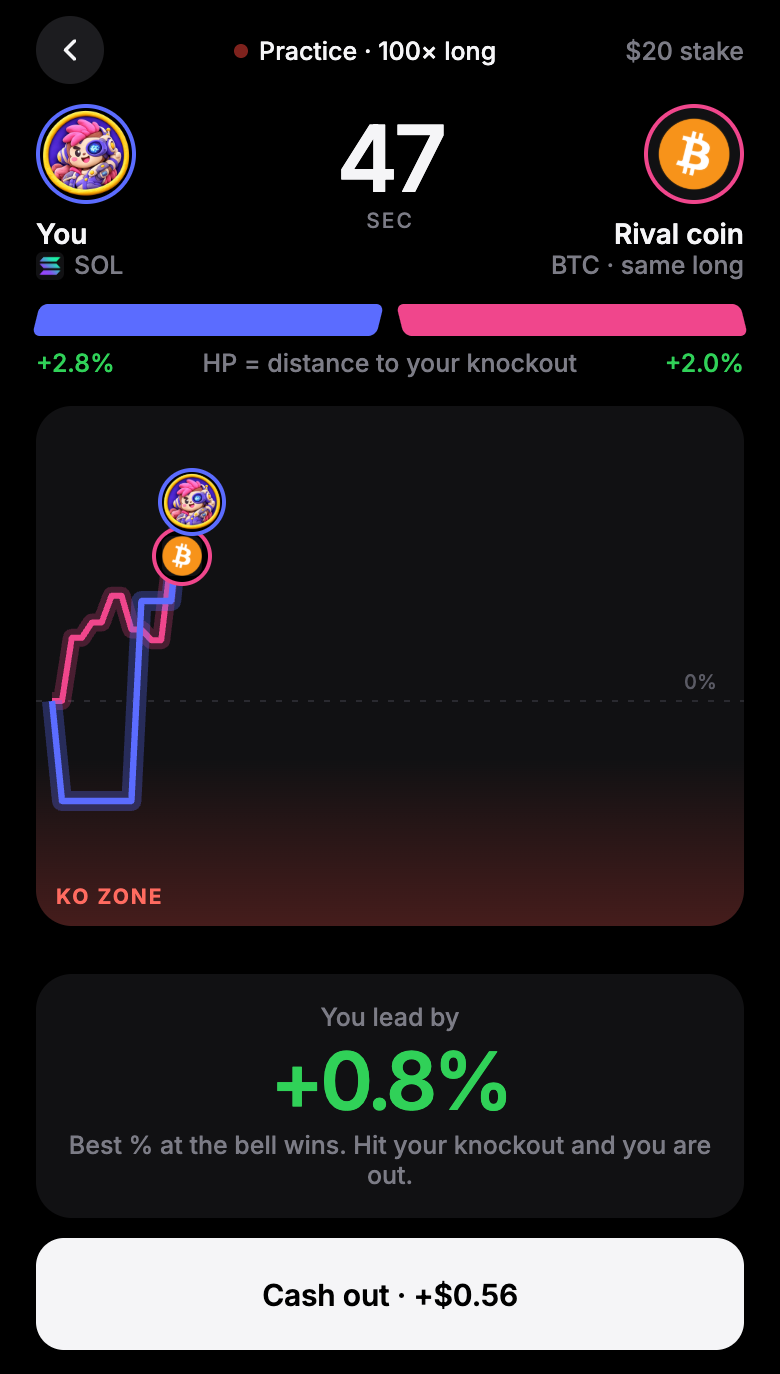 Practice · 100× long
$20 stake
47
SEC
You
SOL
Rival coin
BTC · same long
+2.8%
HP = distance to your knockout
+2.0%
0%
KO ZONE
You lead by
+0.8%
Best % at the bell wins. Hit your knockout and you are
out.
Cash out · +$0.56